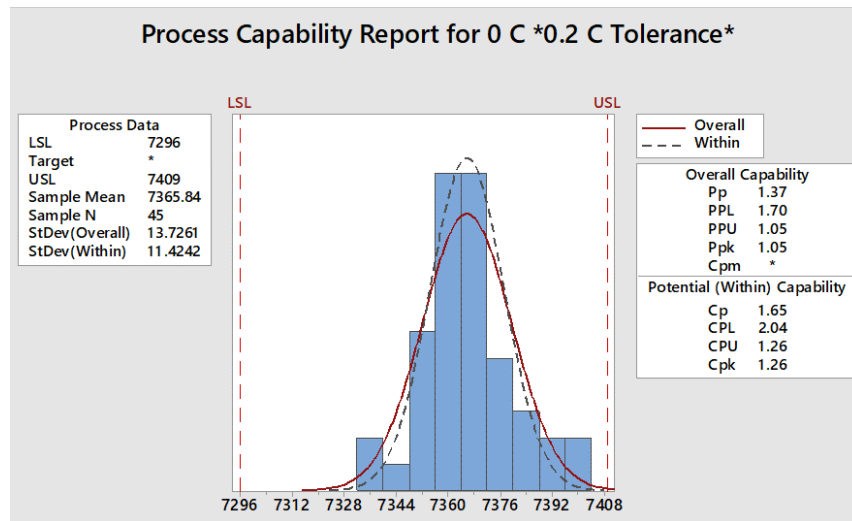 Process Capability Report for 0 C *0.2 C Tolerance*
LSL USL
Process Data
LSL 7296
Target *
USL 7409
Sample Mean 7365.84
Sample N 45
StDev(Overall) 13.7261
StDev(Within) 11.4242
Overall
Within
Overall Capability
Pp 1.37
PPL 1.70
PPU 1.05
Ppk 1.05
Cpm *
Potential (Within) Capability
Cp 1.65
CPL 2.04
CPU 1.26
Cpk 1.26
7296 7312 7328 7344 7360 7376 7392 7408